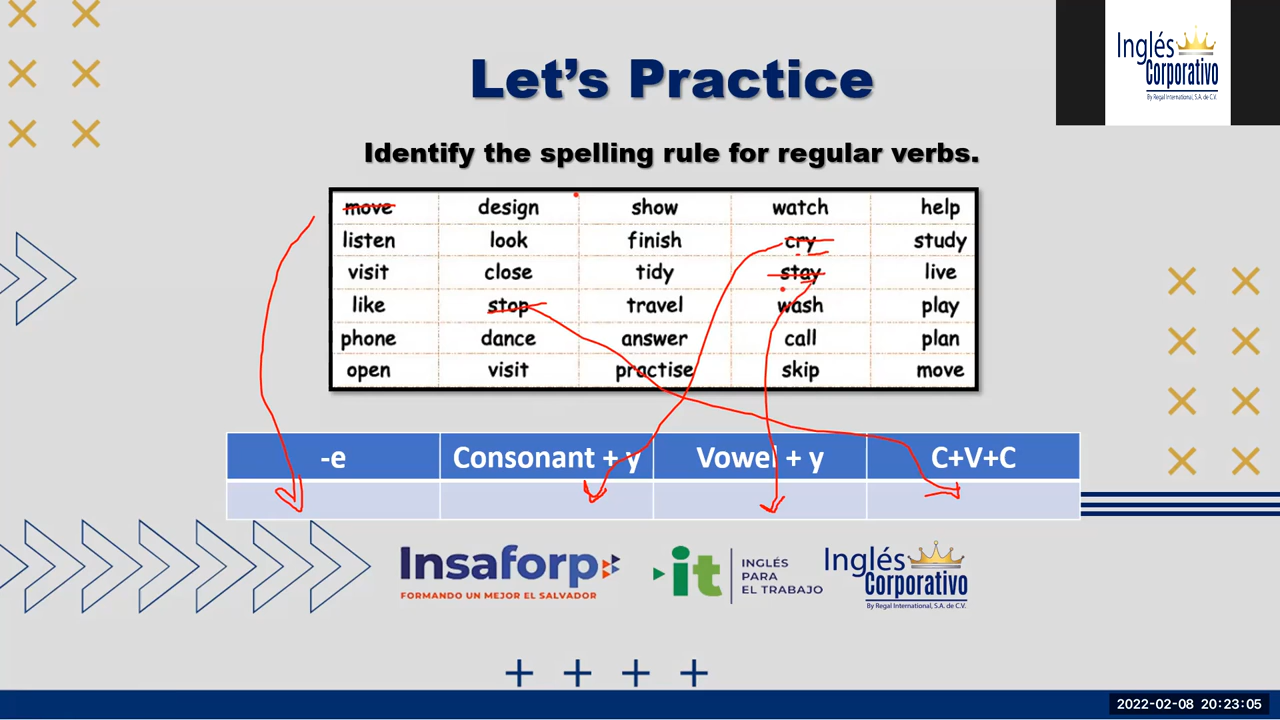 Inglés
Corporativo
By Regal International, S.A. de C.V.
Let's Practice
Identify the spelling rule for regular verbs.
move design show watch help
listen look finish cry study
visit close tidy stay live
like stop travel wash play
phone dance answer call plan
open visit practise skip move
-e Consonant + y Vowel + y C+V+C
Insaforp
FORMANDO UN MEJOR EL SALVADOR
it
INGLÉS
PARA
EL TRABAJO
Inglés
Corporativo
By Regal International, S.A. de C.V.
2022-02-08 20:23:05